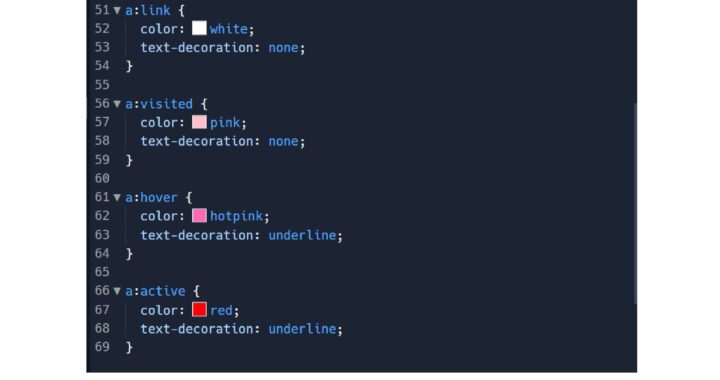 51 a:link {
52 color: white;
53 text-decoration: none;
54 }
55
56 a:visited {
57 color: pink;
58 text-decoration: none;
59 }
60
61 a:hover {
62 color: hotpink;
63 text-decoration: underline;
64 }
65
66 a:active {
67 color: red;
68 text-decoration: underline;
69 }